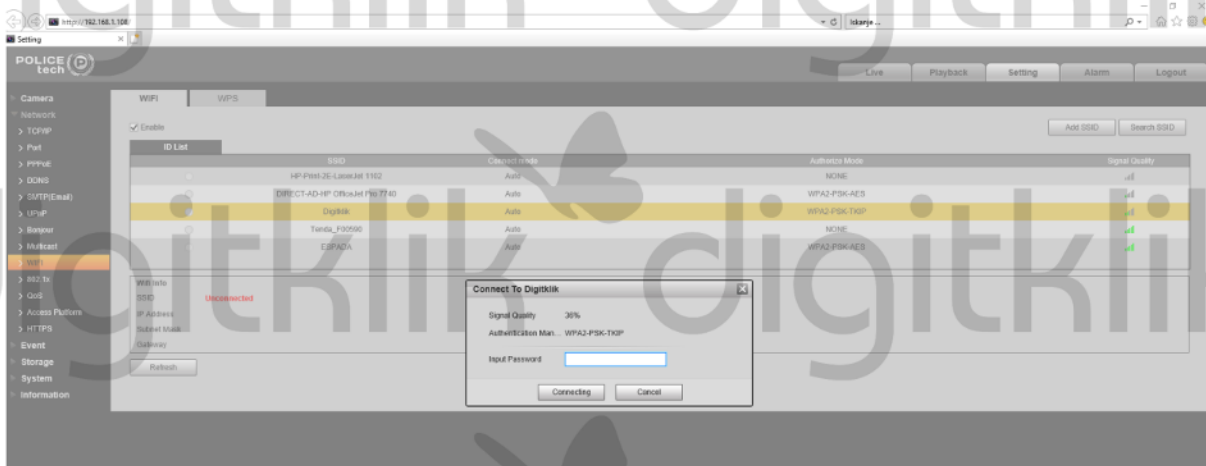 http://192.168.1.108/
Iskanje ...
Setting
POLICE tech
Live Playback Setting Alarm Logout
Camera
Network
TCP/IP
Port
PPPoE
DDNS
SMTP(Email)
UPnP
Bonjour
Multicast
WIFI
802.1x
QoS
Access Platform
HTTPS
Event
Storage
System
Information
WIFI WPS
Enable
Add SSID Search SSID
ID List
SSID Connect mode Authorize Mode Signal Quality
HP-Print-2E-LaserJet 1102 Auto NONE
DIRECT-AD-HP OfficeJet Pro 7740 Auto WPA2-PSK-AES
Digitklik Auto WPA2-PSK-TKIP
Tenda_F00590 Auto NONE
ESPADA Auto WPA2-PSK-AES
Wifi Info
SSID Unconnected
IP Address
Subnet Mask
Gateway
Refresh
Connect To Digitklik
Signal Quality 36%
Authentication Man... WPA2-PSK-TKIP
Input Password
Connecting Cancel
digitklik digitklik